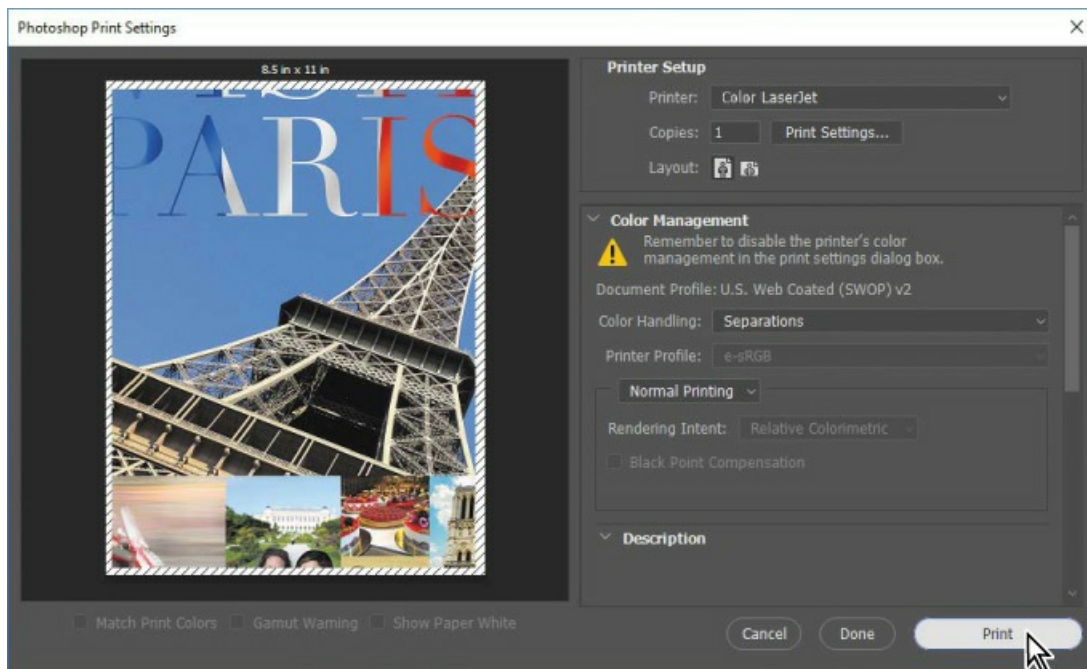 Photoshop Print Settings
8.5 in x 11 in
PARIS
Printer Setup
Printer: Color LaserJet
Copies: 1 Print Settings...
Layout:
Color Management
Remember to disable the printer's color
management in the print settings dialog box.
Document Profile: U.S. Web Coated (SWOP) v2
Color Handling: Separations
Printer Profile: e-sRGB
Normal Printing
Rendering Intent: Relative Colorimetric
Black Point Compensation
Description
Match Print Colors Gamut Warning Show Paper White
Cancel Done Print